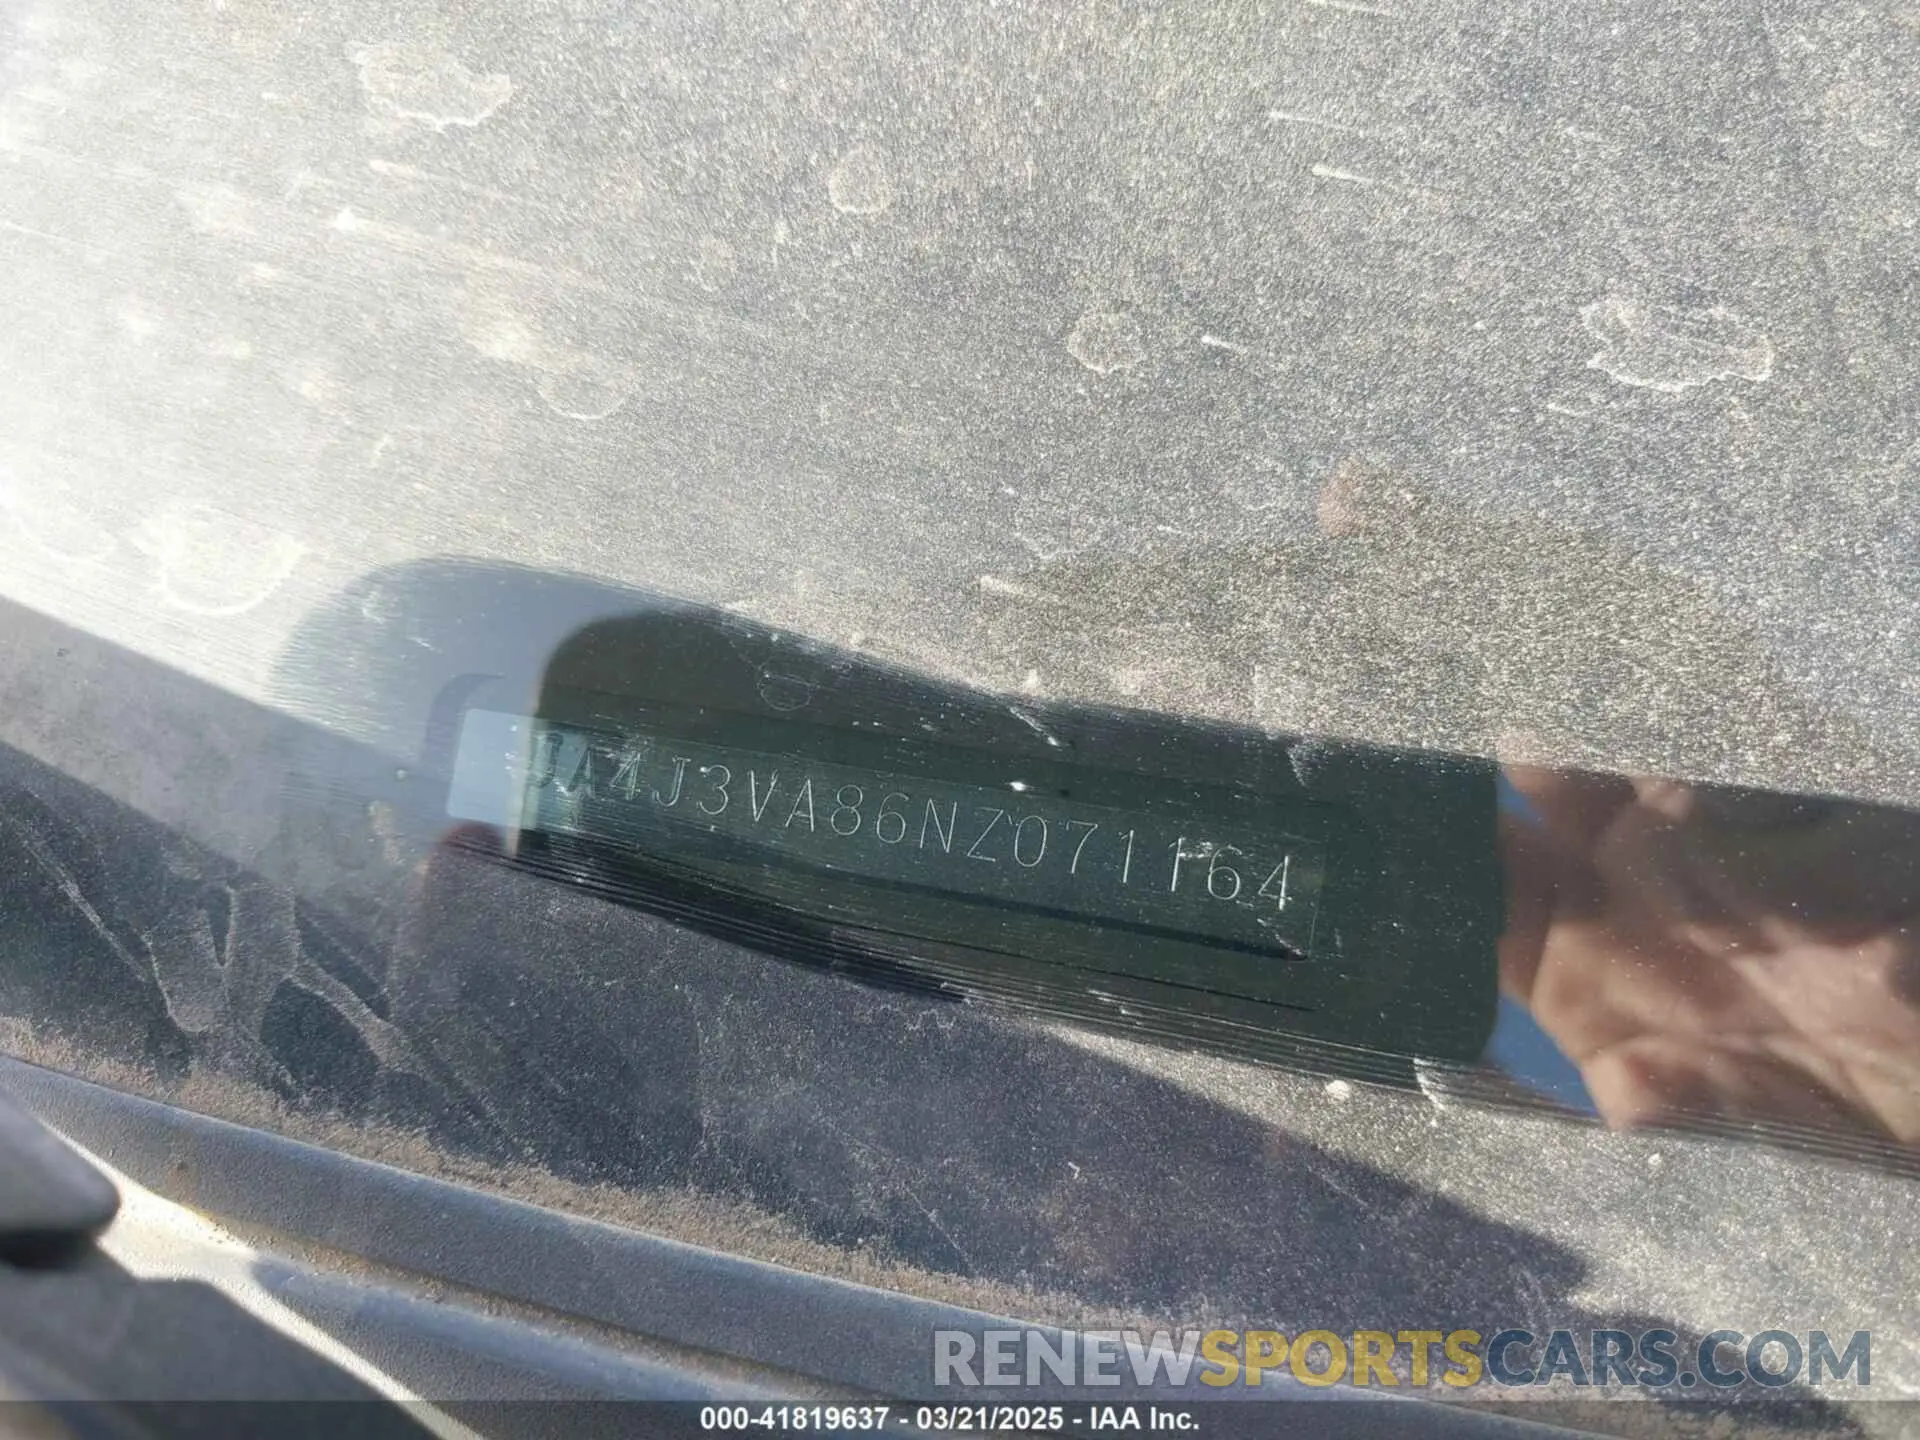 JA4J3VA86NZ071164
RENEWSPORTSCARS.COM
000-41819637 - 03/21/2025 - IAA Inc.